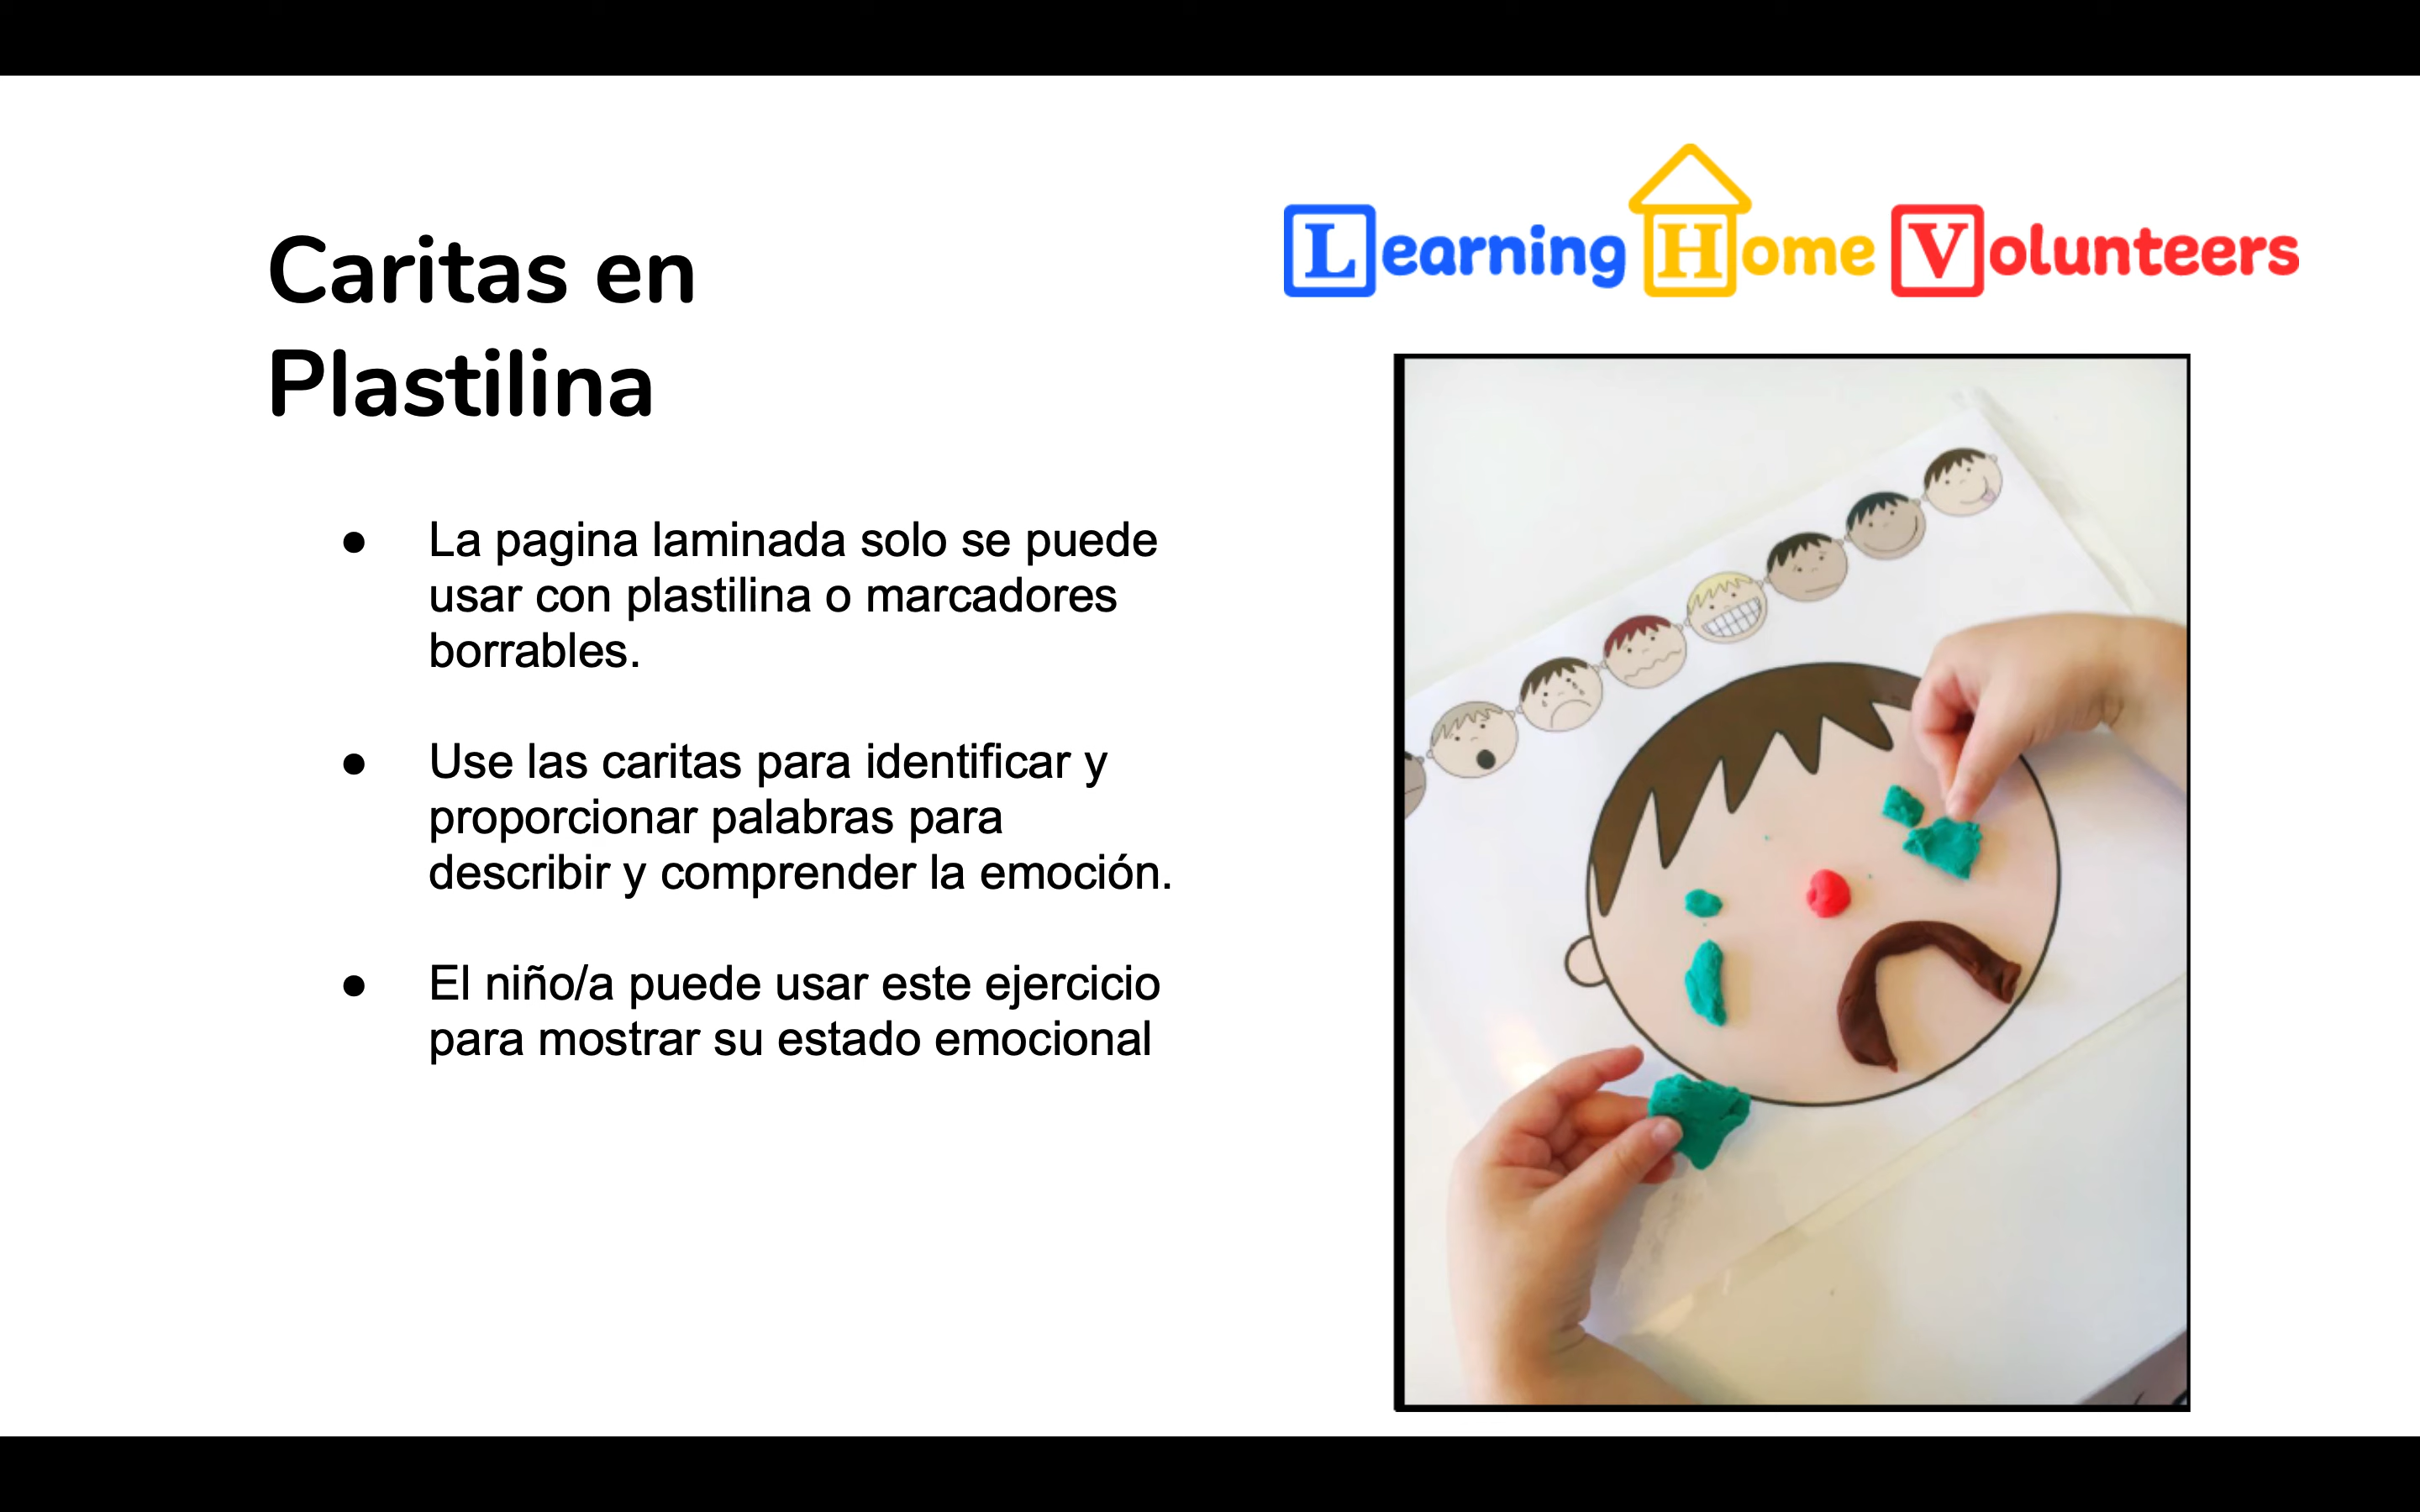 Learning Home Volunteers
Caritas en
Plastilina
● La pagina laminada solo se puede
usar con plastilina o marcadores
borrables.
● Use las caritas para identificar y
proporcionar palabras para
describir y comprender la emoción.
● El niño/a puede usar este ejercicio
para mostrar su estado emocional